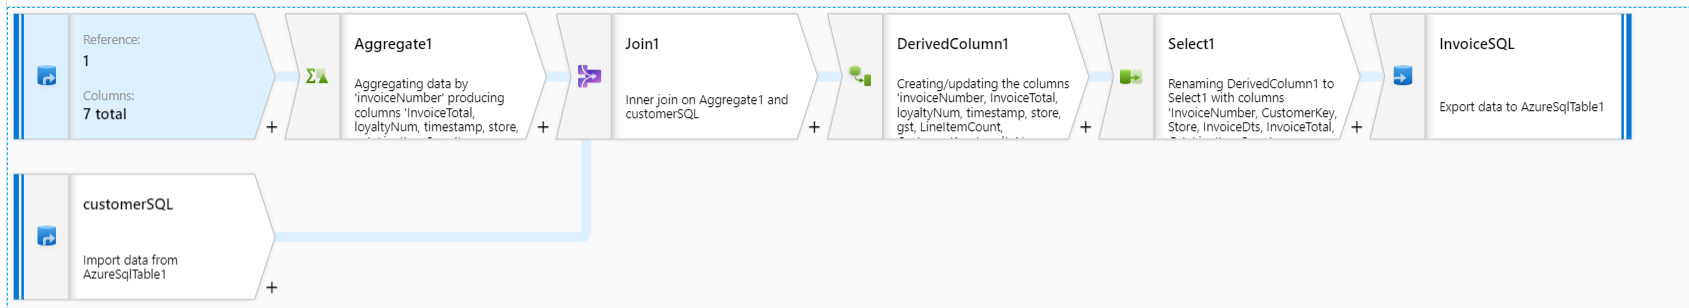 Reference:
1
Columns:
7 total
+
Aggregate1
Aggregating data by
'invoiceNumber' producing
columns 'InvoiceTotal,
loyaltyNum, timestamp, store,
+
Join1
Inner join on Aggregate1 and
customerSQL
+
DerivedColumn1
Creating/updating the columns
'invoiceNumber, InvoiceTotal,
loyaltyNum, timestamp, store,
gst, LineItemCount,
+
Select1
Renaming DerivedColumn1 to
Select1 with columns
'InvoiceNumber, CustomerKey,
Store, InvoiceDts, InvoiceTotal,
+
InvoiceSQL
Export data to AzureSqlTable1
customerSQL
Import data from
AzureSqlTable1
+